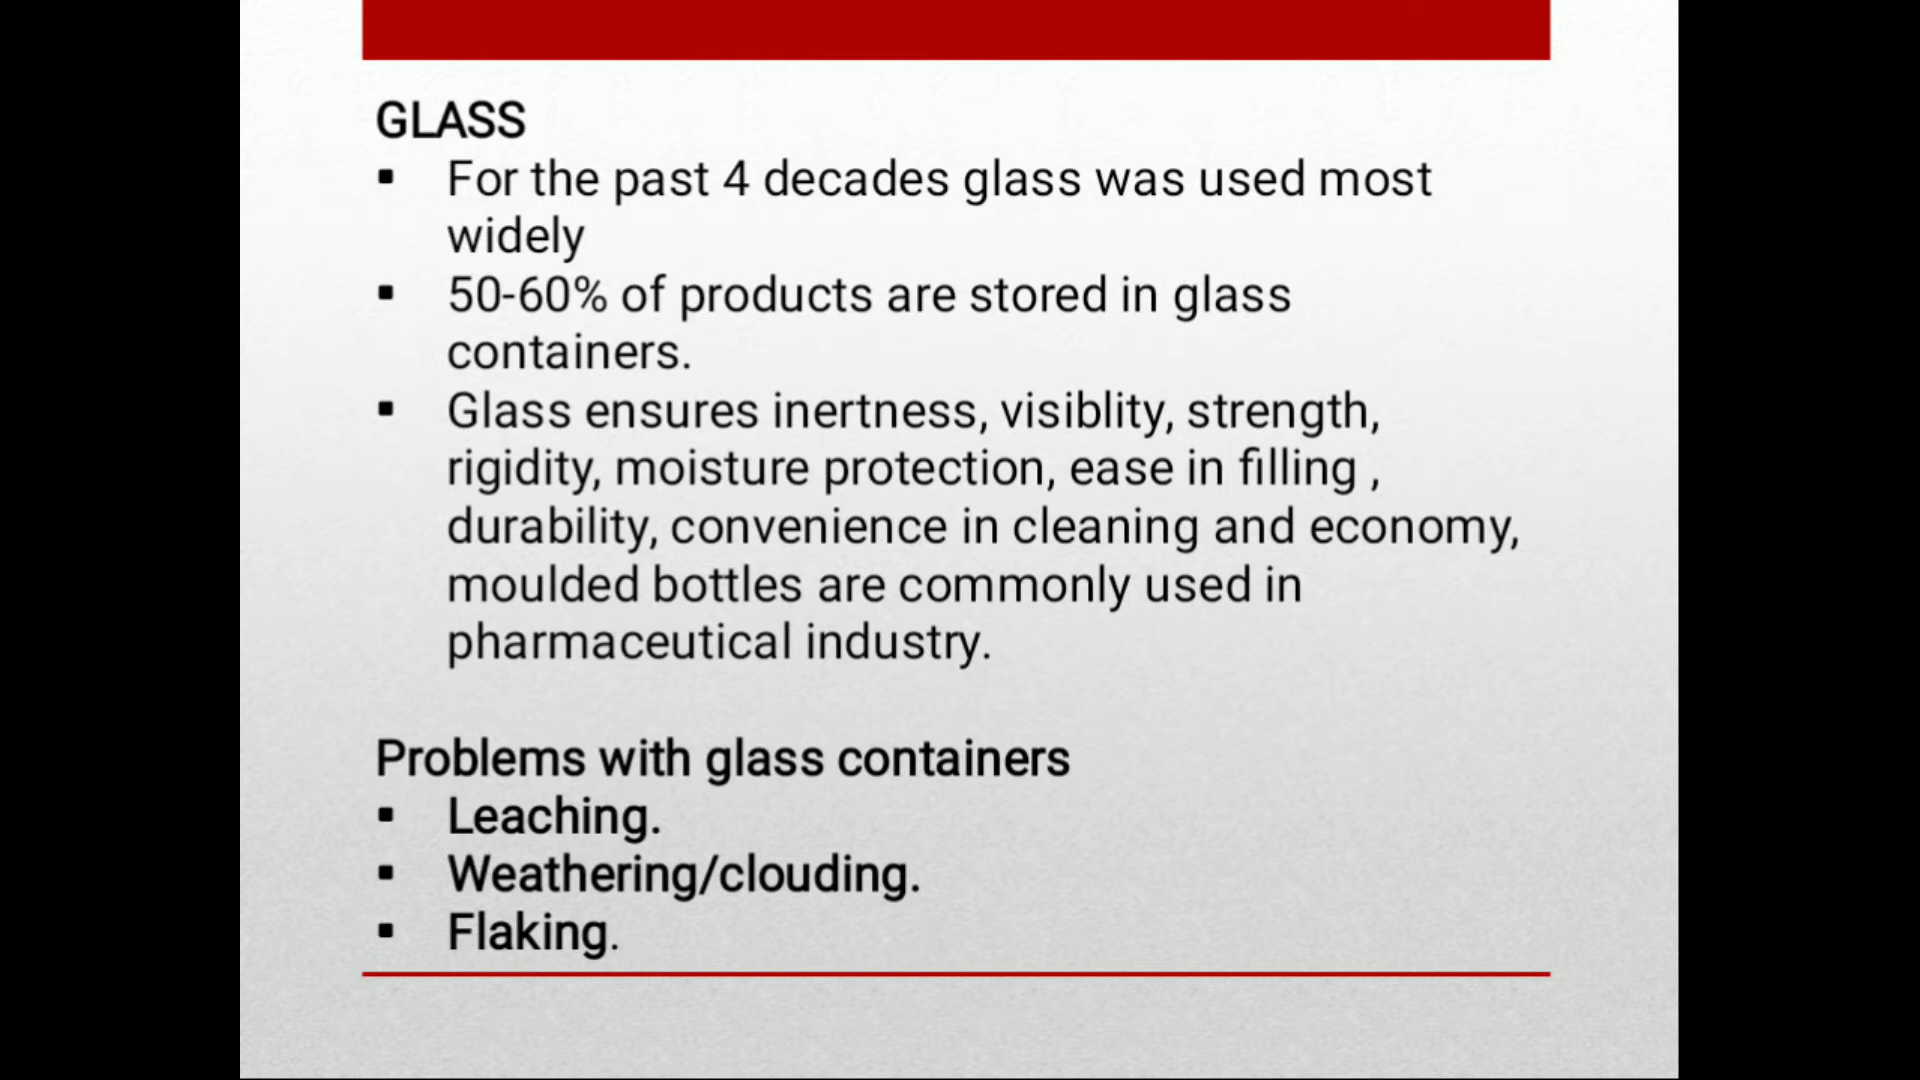 GLASS
▪ For the past 4 decades glass was used most
widely
▪ 50-60% of products are stored in glass
containers.
▪ Glass ensures inertness, visiblity, strength,
rigidity, moisture protection, ease in filling ,
durability, convenience in cleaning and economy,
moulded bottles are commonly used in
pharmaceutical industry.
Problems with glass containers
▪ Leaching.
▪ Weathering/clouding.
▪ Flaking.